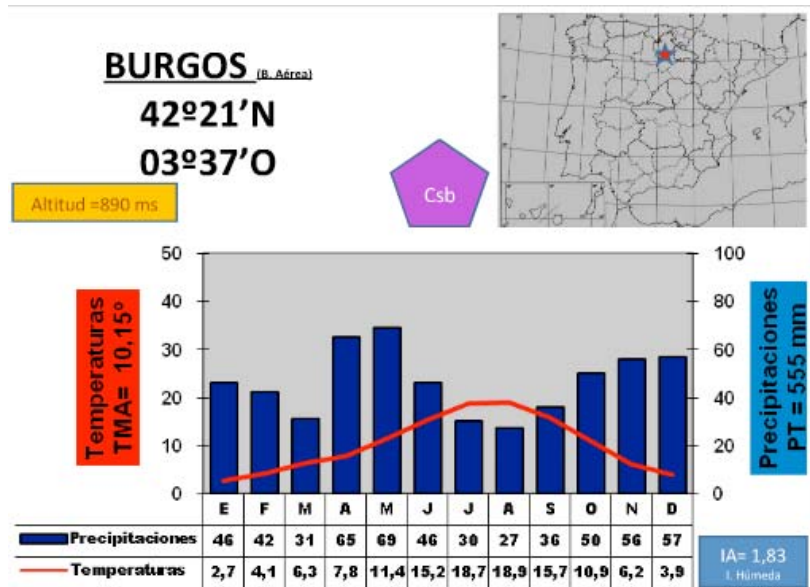 BURGOS (B. Aérea)
42º21’N
03º37’O
Altitud =890 ms
Csb
Temperaturas
TMA= 10,15º
50
40
30
20
10
0
100
80
60
40
20
0
Precipitaciones
PT = 555 mm
E F M A M J J A S O N D
Precipitaciones 46 42 31 65 69 46 30 27 36 50 56 57
Temperaturas 2,7 4,1 6,3 7,8 11,4 15,2 18,7 18,9 15,7 10,9 6,2 3,9
IA= 1,83
I. Húmeda